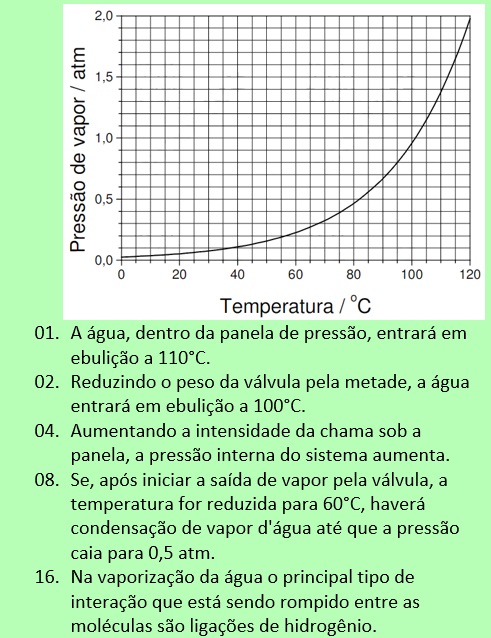 2,0
1,5
1,0
0,5
0,0
Pressão de vapor / atm
0 20 40 60 80 100 120
Temperatura / °C
01. A água, dentro da panela de pressão, entrará em
ebulição a 110°C.
02. Reduzindo o peso da válvula pela metade, a água
entrará em ebulição a 100°C.
04. Aumentando a intensidade da chama sob a
panela, a pressão interna do sistema aumenta.
08. Se, após iniciar a saída de vapor pela válvula, a
temperatura for reduzida para 60°C, haverá
condensação de vapor d'água até que a pressão
caia para 0,5 atm.
16. Na vaporização da água o principal tipo de
interação que está sendo rompido entre as
moléculas são ligações de hidrogênio.